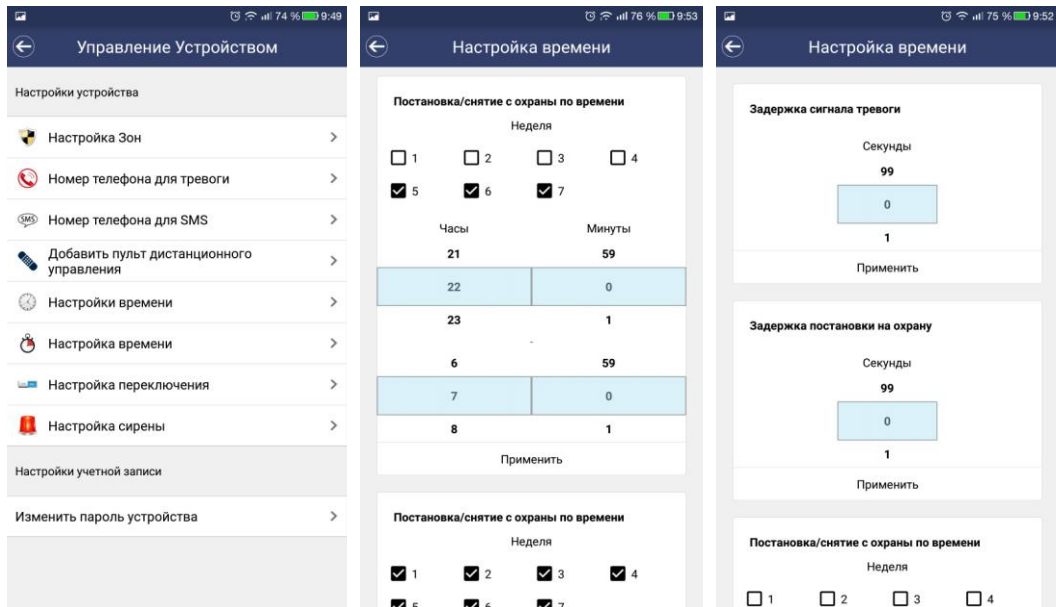 74 % 9:49
Управление Устройством
Настройки устройства
Настройка Зон
Номер телефона для тревоги
SMS
Номер телефона для SMS
Добавить пульт дистанционного
управления
Настройки времени
Настройка времени
Настройка переключения
Настройка сирены
Настройки учетной записи
Изменить пароль устройства
76 % 9:53
Настройка времени
Постановка/снятие с охраны по времени
Неделя
1 2 3 4
5 6 7
Часы Минуты
21 59
22 0
23 1
6 59
7 0
8 1
Применить
Постановка/снятие с охраны по времени
Неделя
1 2 3 4
5 6 7
75 % 9:52
Настройка времени
Задержка сигнала тревоги
Секунды
99
0
1
Применить
Задержка постановки на охрану
Секунды
99
0
1
Применить
Постановка/снятие с охраны по времени
Неделя
1 2 3 4